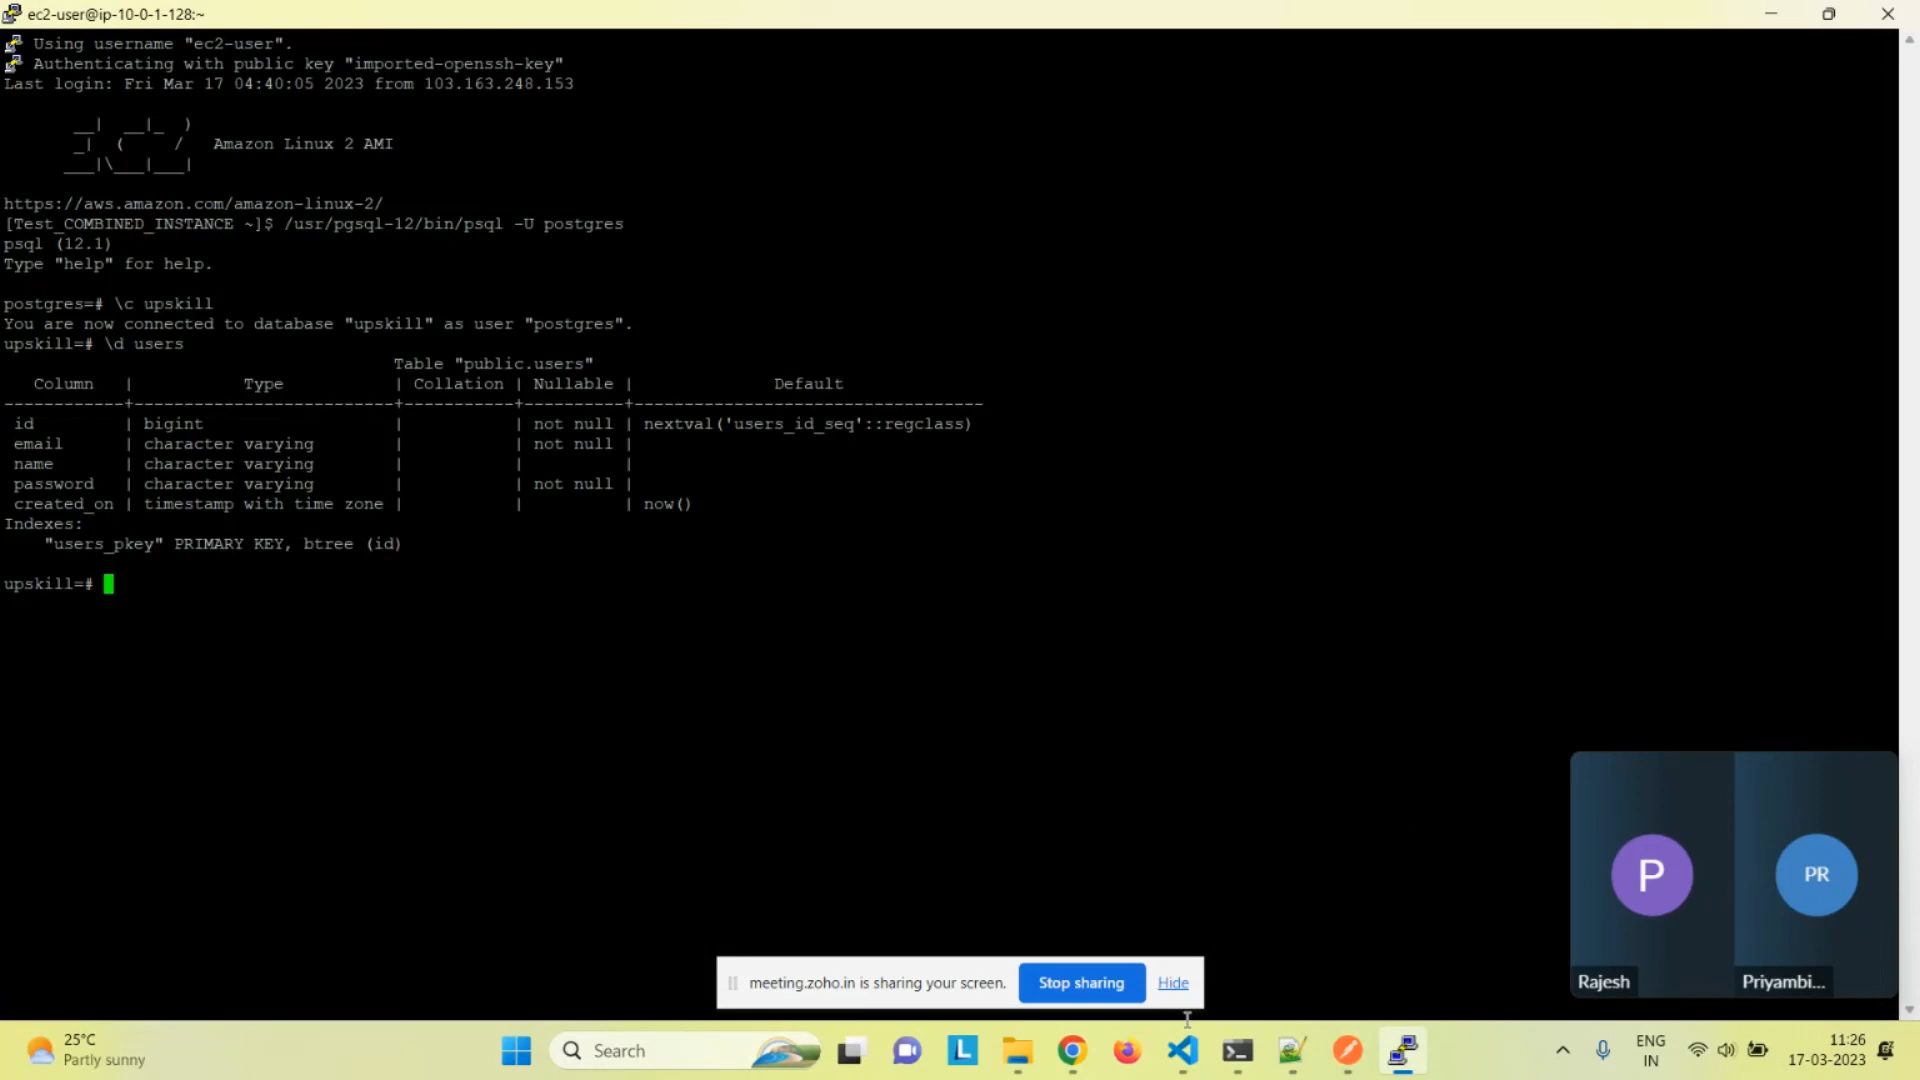 ec2-user@ip-10-0-1-128:~
Using username "ec2-user".
Authenticating with public key "imported-openssh-key"
Last login: Fri Mar 17 04:40:05 2023 from 103.163.248.153
__|  __|_  )
_|  (     /   Amazon Linux 2 AMI
___|\___|___|
https://aws.amazon.com/amazon-linux-2/
[Test_COMBINED_INSTANCE ~]$ /usr/pgsql-12/bin/psql -U postgres
psql (12.1)
Type "help" for help.
postgres=# \c upskill
You are now connected to database "upskill" as user "postgres".
upskill=# \d users
Table "public.users"
Column | Type | Collation | Nullable | Default
------------+--------------------------+-----------+----------+-----------------------------------
id | bigint | | not null | nextval('users_id_seq'::regclass)
email | character varying | | not null |
name | character varying | | |
password | character varying | | not null |
created_on | timestamp with time zone | | | now()
Indexes:
"users_pkey" PRIMARY KEY, btree (id)
upskill=#
P
PR
Rajesh
Priyambi...
meeting.zoho.in is sharing your screen.
Stop sharing
Hide
25°C
Partly sunny
Search
L
ENG
IN
11:26
17-03-2023